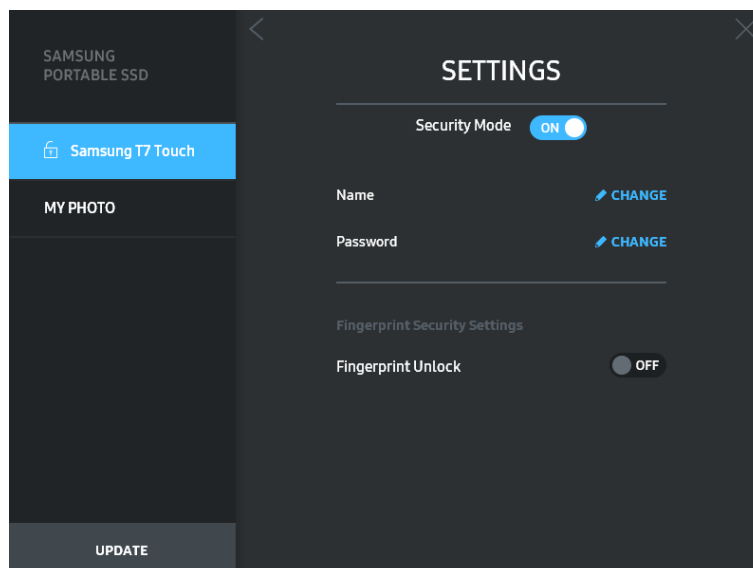 SAMSUNG
PORTABLE SSD
Samsung T7 Touch
MY PHOTO
UPDATE
SETTINGS
Security Mode ON
Name CHANGE
Password CHANGE
Fingerprint Security Settings
Fingerprint Unlock OFF